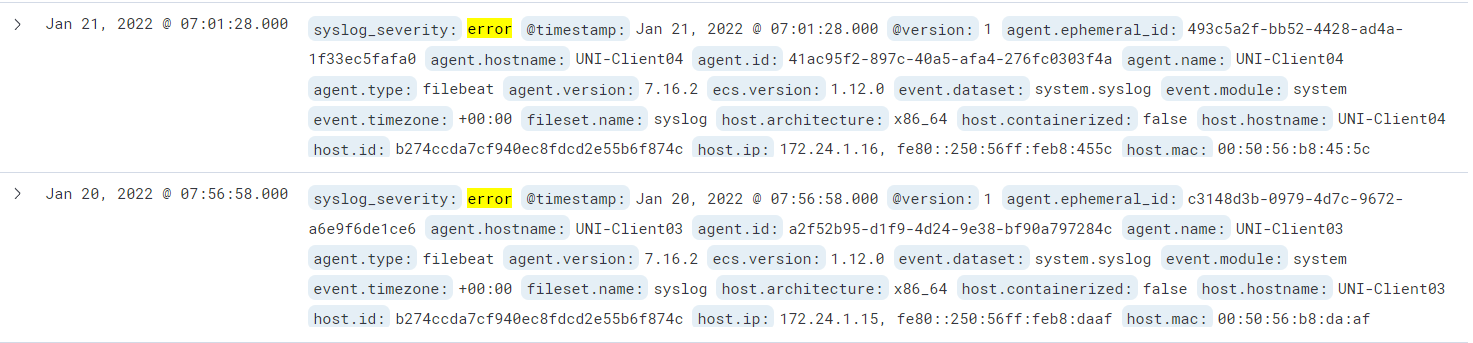 Jan 21, 2022 @ 07:01:28.000 syslog_severity: error @timestamp: Jan 21, 2022 @ 07:01:28.000 @version: 1 agent.ephemeral_id: 493c5a2f-bb52-4428-ad4a-
1f33ec5fafa0 agent.hostname: UNI-Client04 agent.id: 41ac95f2-897c-40a5-afa4-276fc0303f4a agent.name: UNI-Client04
agent.type: filebeat agent.version: 7.16.2 ecs.version: 1.12.0 event.dataset: system.syslog event.module: system
event.timezone: +00:00 fileset.name: syslog host.architecture: x86_64 host.containerized: false host.hostname: UNI-Client04
host.id: b274ccda7cf940ec8fdcd2e55b6f874c host.ip: 172.24.1.16, fe80::250:56ff:feb8:455c host.mac: 00:50:56:b8:45:5c
Jan 20, 2022 @ 07:56:58.000 syslog_severity: error @timestamp: Jan 20, 2022 @ 07:56:58.000 @version: 1 agent.ephemeral_id: c3148d3b-0979-4d7c-9672-
a6e9f6de1ce6 agent.hostname: UNI-Client03 agent.id: a2f52b95-d1f9-4d24-9e38-bf90a797284c agent.name: UNI-Client03
agent.type: filebeat agent.version: 7.16.2 ecs.version: 1.12.0 event.dataset: system.syslog event.module: system
event.timezone: +00:00 fileset.name: syslog host.architecture: x86_64 host.containerized: false host.hostname: UNI-Client03
host.id: b274ccda7cf940ec8fdcd2e55b6f874c host.ip: 172.24.1.15, fe80::250:56ff:feb8:daaf host.mac: 00:50:56:b8:da:af